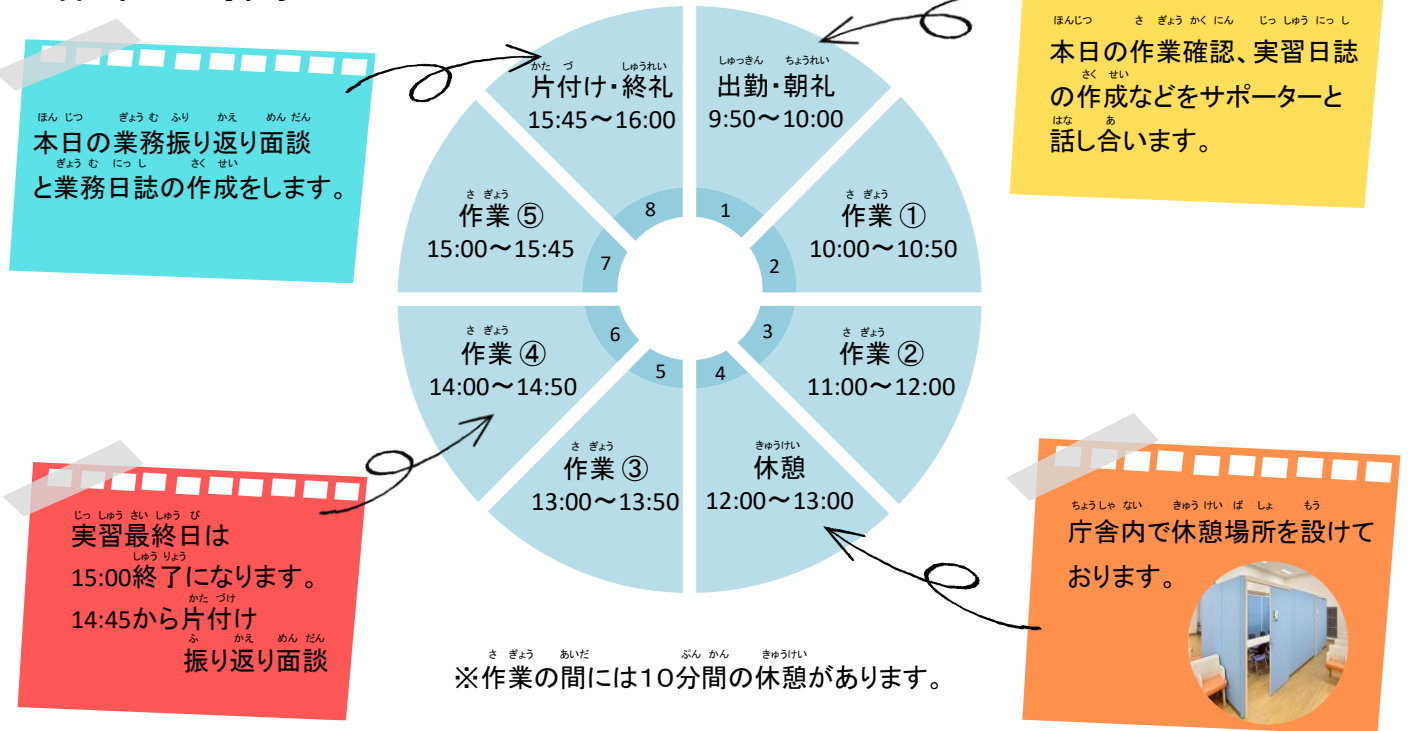 本日の業務振り返り面談
と業務日誌の作成をします。
片付け・終礼
15:45～16:00
出勤・朝礼
9:50～10:00
本日の作業確認、実習日誌
の作成などをサポーターと
話し合います。
作業⑤
15:00～15:45
作業①
10:00～10:50
8
1
7
2
作業④
14:00～14:50
作業②
11:00～12:00
6
3
5
4
作業③
13:00～13:50
休憩
12:00～13:00
実習最終日は
15:00終了になります。
14:45から片付け
振り返り面談
庁舎内で休憩場所を設けて
おります。
※作業の間には10分間の休憩があります。